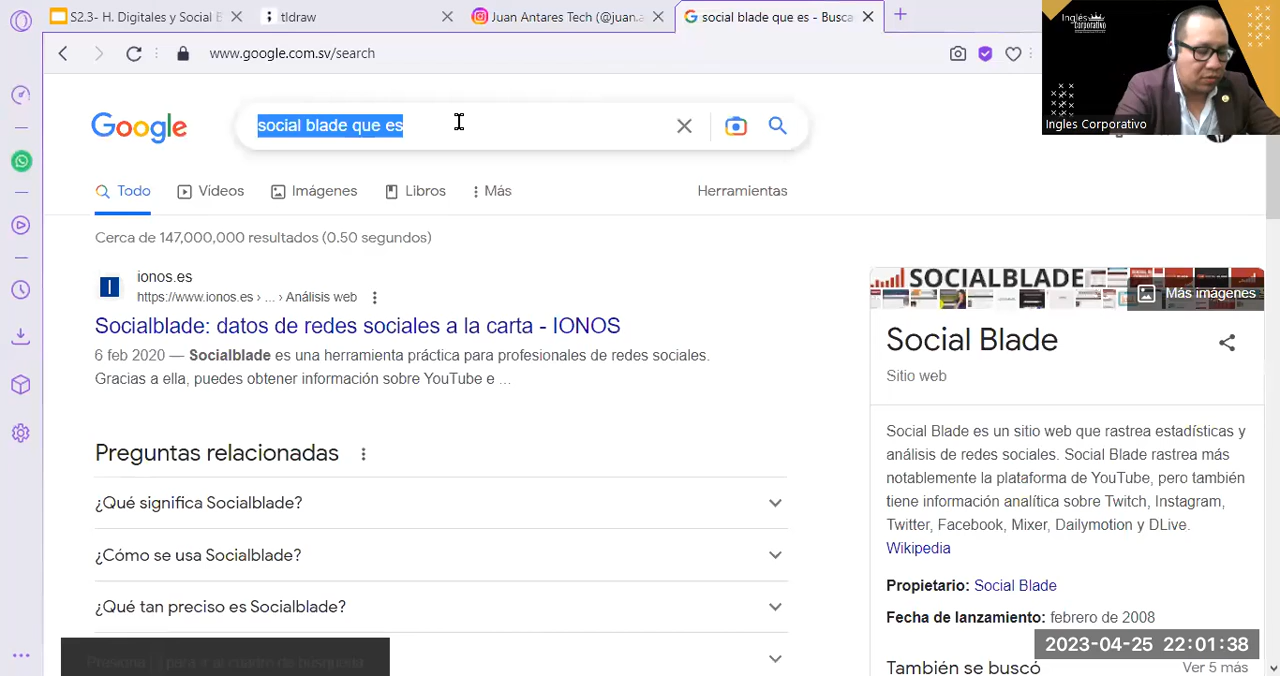 S2.3- H. Digitales y Social B
tldraw
Juan Antares Tech (@juan.a
social blade que es - Busca
www.google.com.sv/search
Inglés
Corporativo
Ingles Corporativo
Google
social blade que es
Todo
Videos
Imágenes
Libros
Más
Herramientas
Cerca de 147,000,000 resultados (0.50 segundos)
ionos.es
https://www.ionos.es › ... › Análisis web
Socialblade: datos de redes sociales a la carta - IONOS
6 feb 2020 — Socialblade es una herramienta práctica para profesionales de redes sociales.
Gracias a ella, puedes obtener información sobre YouTube e ...
Preguntas relacionadas
¿Qué significa Socialblade?
¿Cómo se usa Socialblade?
¿Qué tan preciso es Socialblade?
SOCIALBLADE
Más imágenes
Social Blade
Sitio web
Social Blade es un sitio web que rastrea estadísticas y
análisis de redes sociales. Social Blade rastrea más
notablemente la plataforma de YouTube, pero también
tiene información analítica sobre Twitch, Instagram,
Twitter, Facebook, Mixer, Dailymotion y DLive.
Wikipedia
Propietario: Social Blade
Fecha de lanzamiento: febrero de 2008
2023-04-25 22:01:38
También se buscó
Ver 5 más